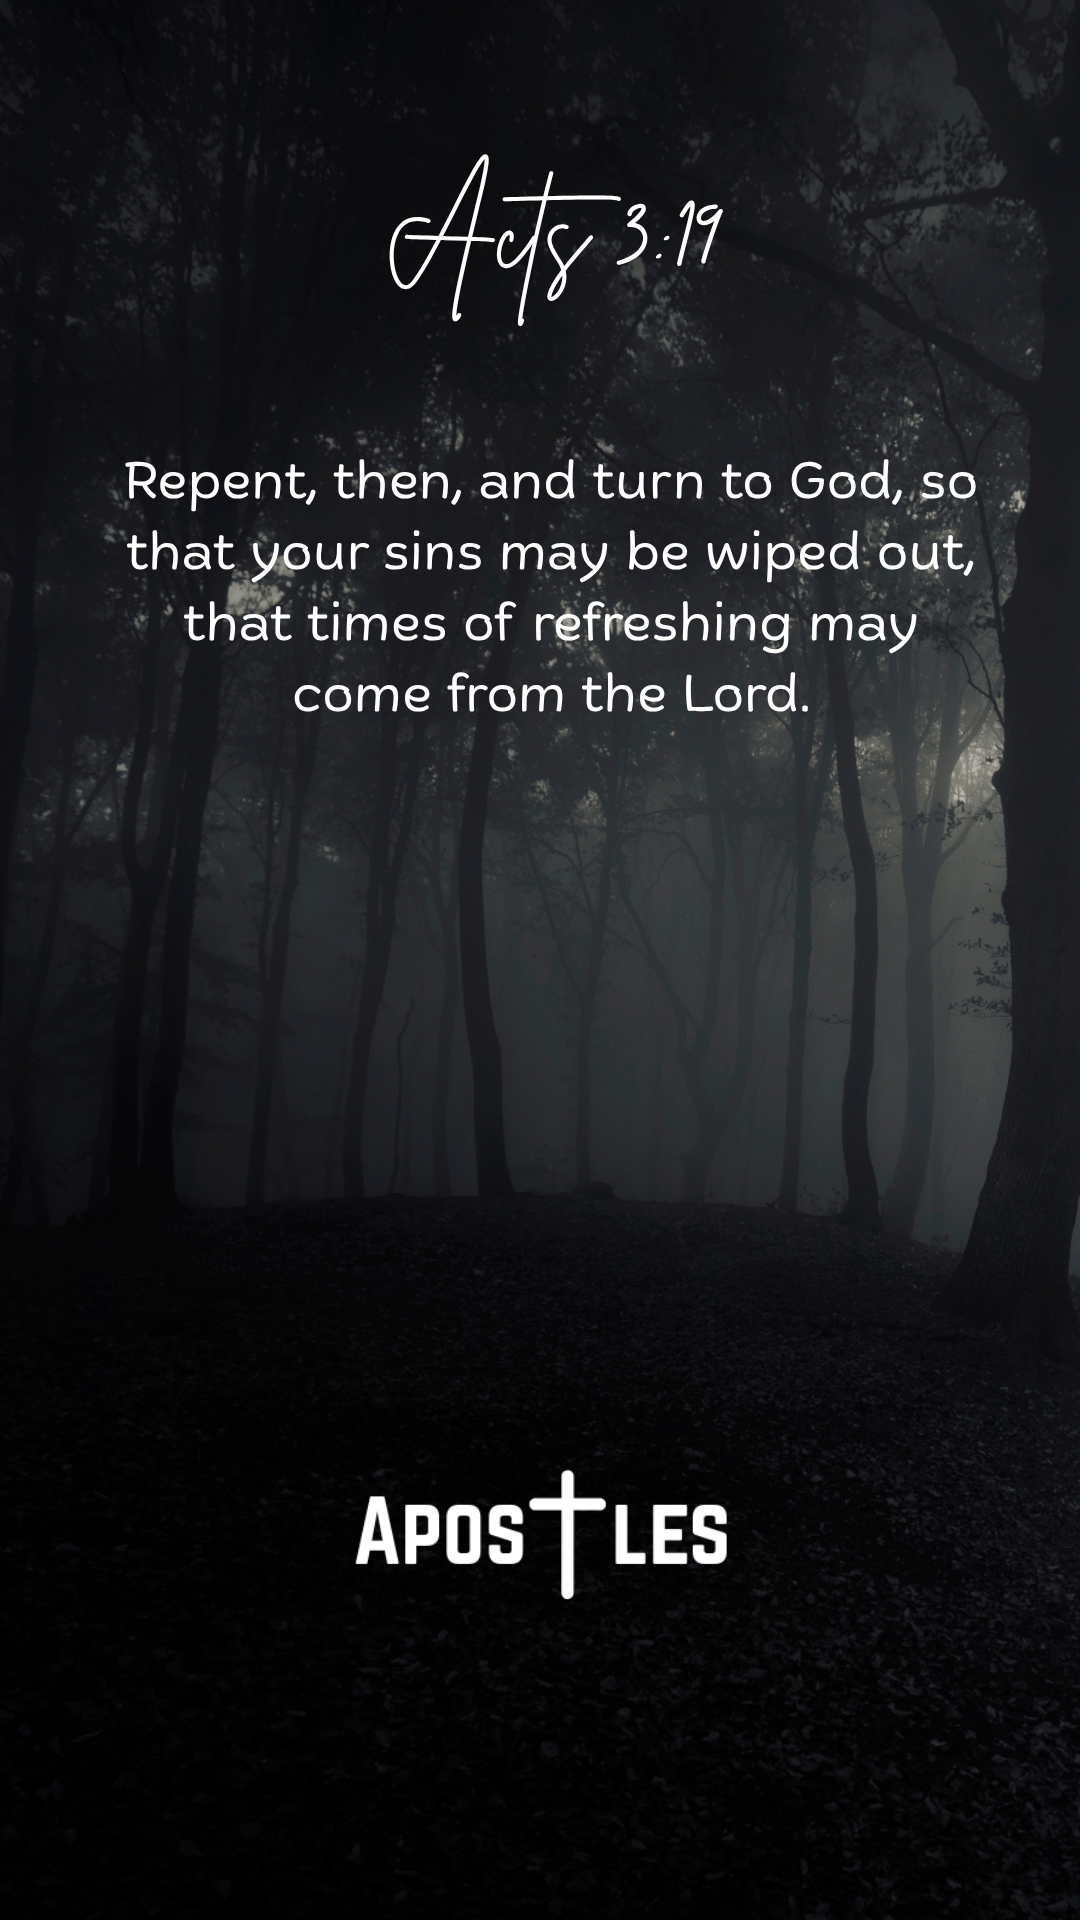 Acts 3:19
Repent, then, and turn to God, so
that your sins may be wiped out,
that times of refreshing may
come from the Lord.
APOSTLES